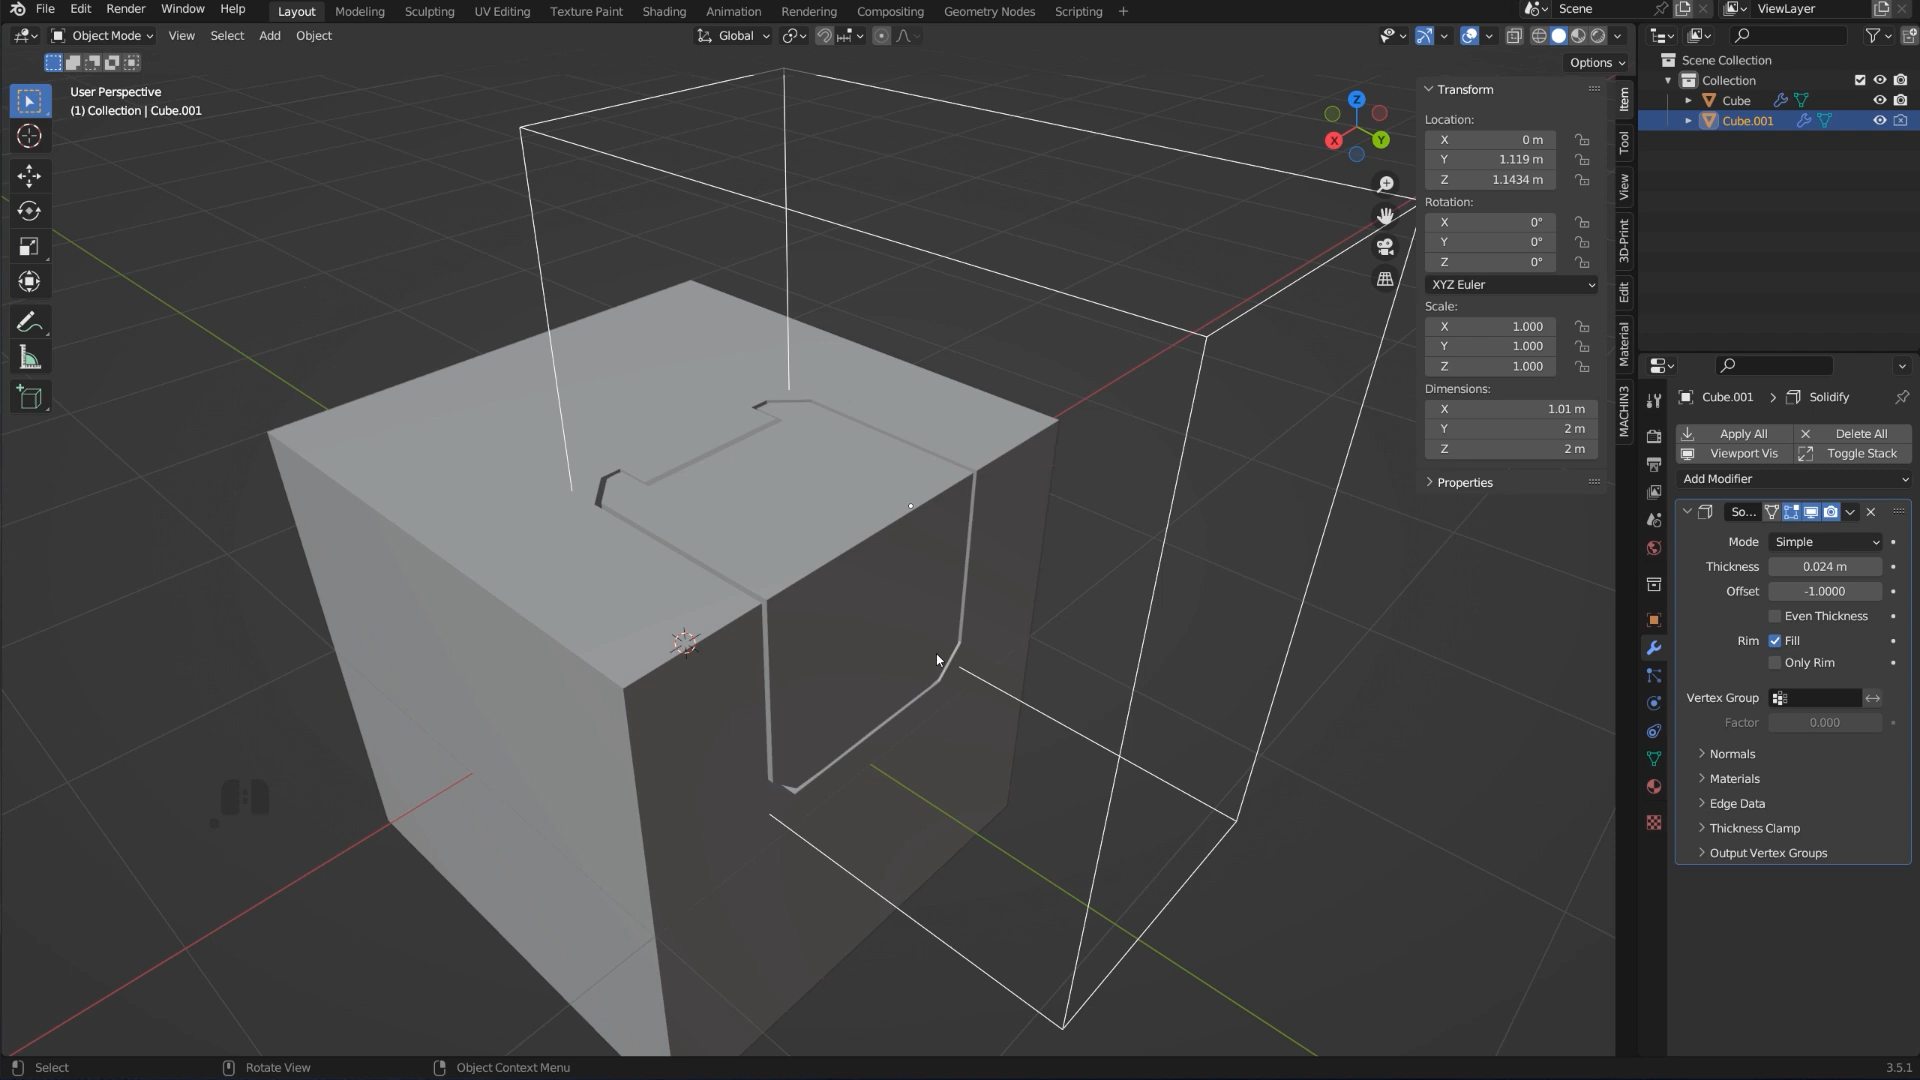 File Edit Render Window Help Layout Modeling Sculpting UV Editing Texture Paint Shading Animation Rendering Compositing Geometry Nodes Scripting + Scene ViewLayer
Object Mode View Select Add Object Global
Options
User Perspective
(1) Collection | Cube.001
Z
X
Y
Transform
Location:
X 0 m
Y 1.119 m
Z 1.1434 m
Rotation:
X 0°
Y 0°
Z 0°
XYZ Euler
Scale:
X 1.000
Y 1.000
Z 1.000
Dimensions:
X 1.01 m
Y 2 m
Z 2 m
Properties
Item
Tool
View
3D-Print
Edit
Material
MACHIN3
Scene Collection
Collection
Cube
Cube.001
Cube.001 > Solidify
Apply All Delete All
Viewport Vis Toggle Stack
Add Modifier
So...
Mode Simple
Thickness 0.024 m
Offset -1.0000
Even Thickness
Rim Fill
Only Rim
Vertex Group
Factor 0.000
Normals
Materials
Edge Data
Thickness Clamp
Output Vertex Groups
Select Rotate View Object Context Menu 3.5.1